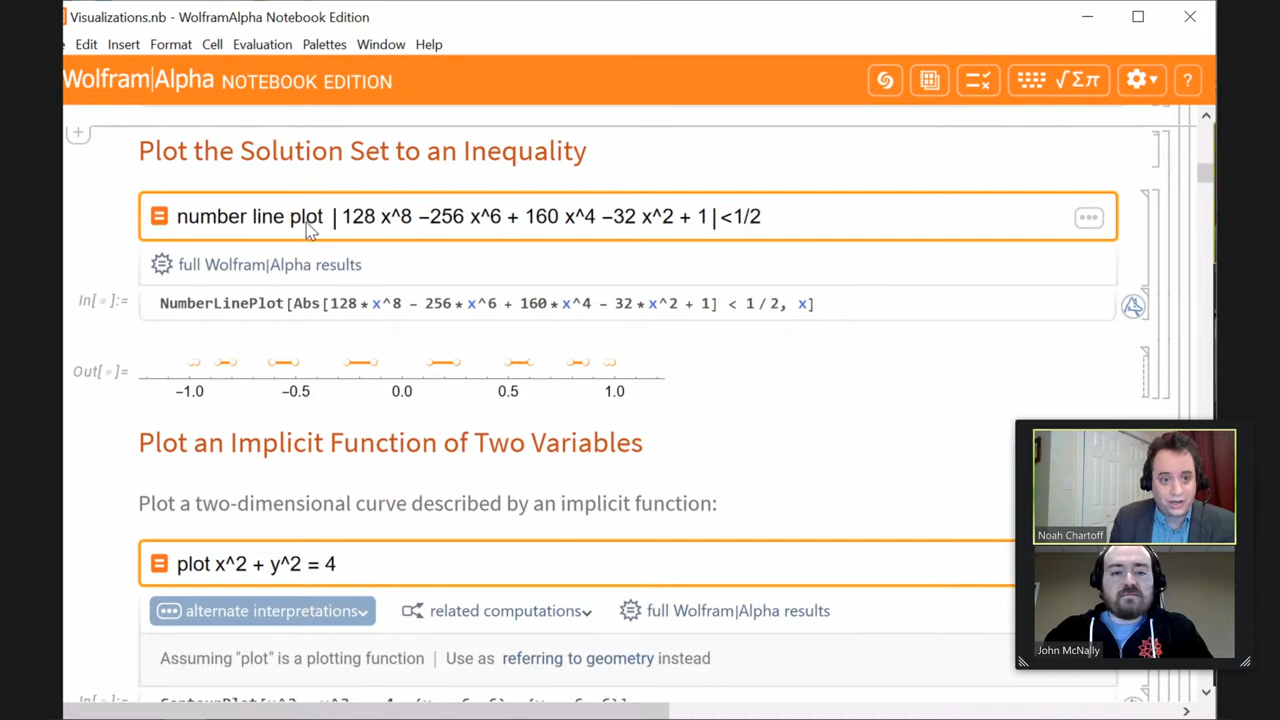 Visualizations.nb - WolframAlpha Notebook Edition
Edit Insert Format Cell Evaluation Palettes Window Help
Wolfram|Alpha NOTEBOOK EDITION
√Σπ
?
Plot the Solution Set to an Inequality
number line plot | 128 x^8 −256 x^6 + 160 x^4 −32 x^2 + 1 | <1/2
full Wolfram|Alpha results
In[ ]:= NumberLinePlot[Abs[128*x^8 - 256*x^6 + 160*x^4 - 32*x^2 + 1] < 1/2, x]
Out[ ]=
-1.0 -0.5 0.0 0.5 1.0
Plot an Implicit Function of Two Variables
Plot a two-dimensional curve described by an implicit function:
plot x^2 + y^2 = 4
alternate interpretations related computations full Wolfram|Alpha results
Assuming "plot" is a plotting function | Use as referring to geometry instead
Noah Chartoff
John McNally